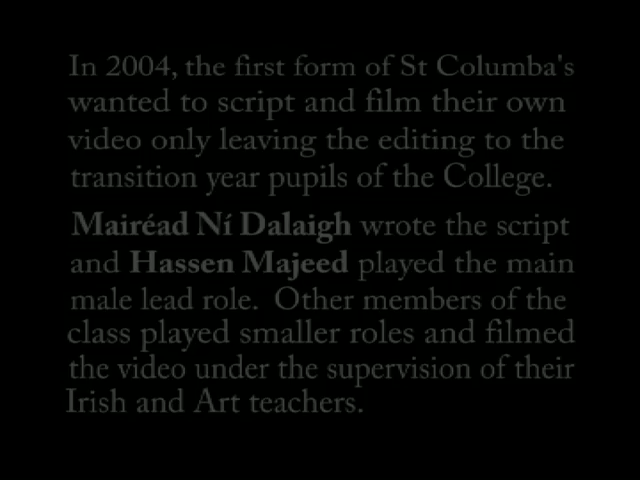 In 2004, the first form of St Columba's
wanted to script and film their own
video only leaving the editing to the
transition year pupils of the College.
Mairéad Ní Dalaigh wrote the script
and Hassen Majeed played the main
male lead role. Other members of the
class played smaller roles and filmed
the video under the supervision of their
Irish and Art teachers.